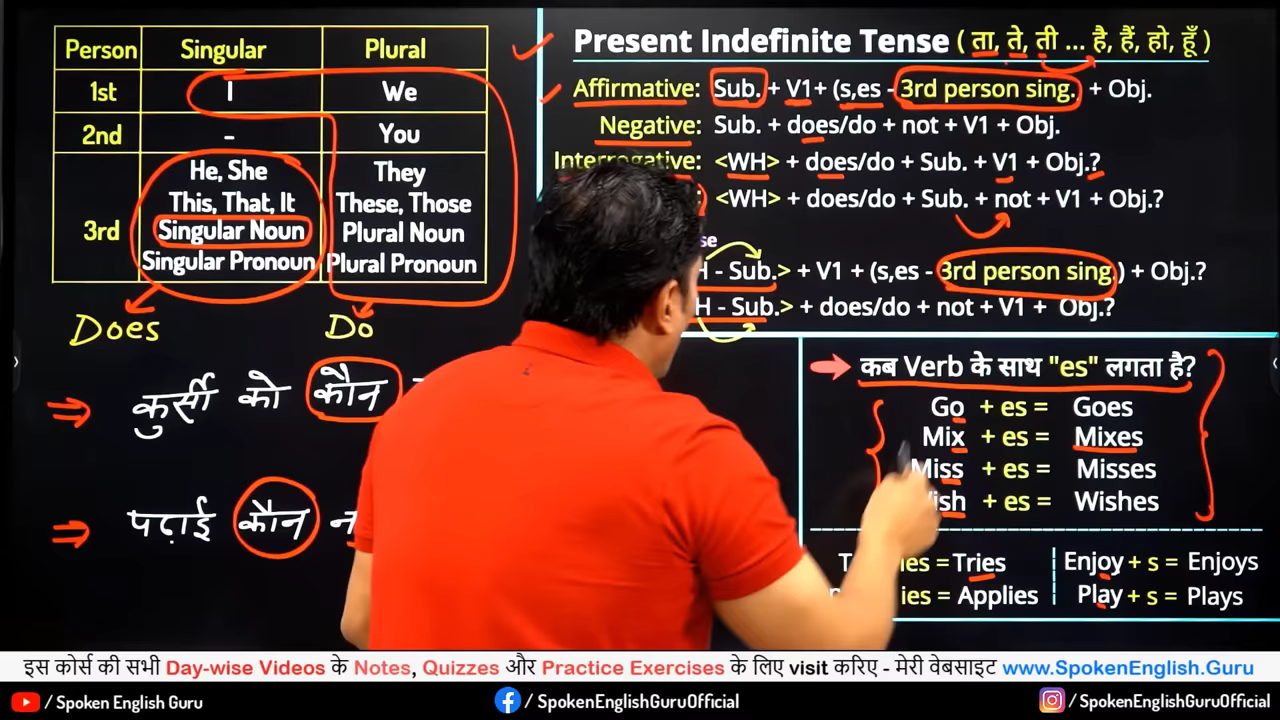 Person Singular Plural
1st I We
2nd - You
He, She They
This, That, It These, Those
3rd Singular Noun Plural Noun
Singular Pronoun Plural Pronoun
Does Do
⇒ कुर्सी को कौन
⇒ पढ़ाई कौन
Present Indefinite Tense ( ता, ते, ती ... है, हैं, हो, हूँ )
Affirmative: Sub. + V1+ (s,es - 3rd person sing.) + Obj.
Negative: Sub. + does/do + not + V1 + Obj.
Interrogative: <WH> + does/do + Sub. + V1 + Obj.?
<WH> + does/do + Sub. + not + V1 + Obj.?
- Sub.> + V1 + (s,es - 3rd person sing.) + Obj.?
- Sub.> + does/do + not + V1 + Obj.?
कब Verb के साथ "es" लगता है?
Go + es = Goes
Mix + es = Mixes
Miss + es = Misses
+ es = Wishes
ies = Tries
ies = Applies
Enjoy + s = Enjoys
Play + s = Plays
इस कोर्स की सभी Day-wise Videos के Notes, Quizzes और Practice Exercises के लिए visit करिए - मेरी वेबसाइट www.SpokenEnglish.Guru
/ Spoken English Guru
/SpokenEnglishGuruOfficial
/SpokenEnglishGuruOfficial